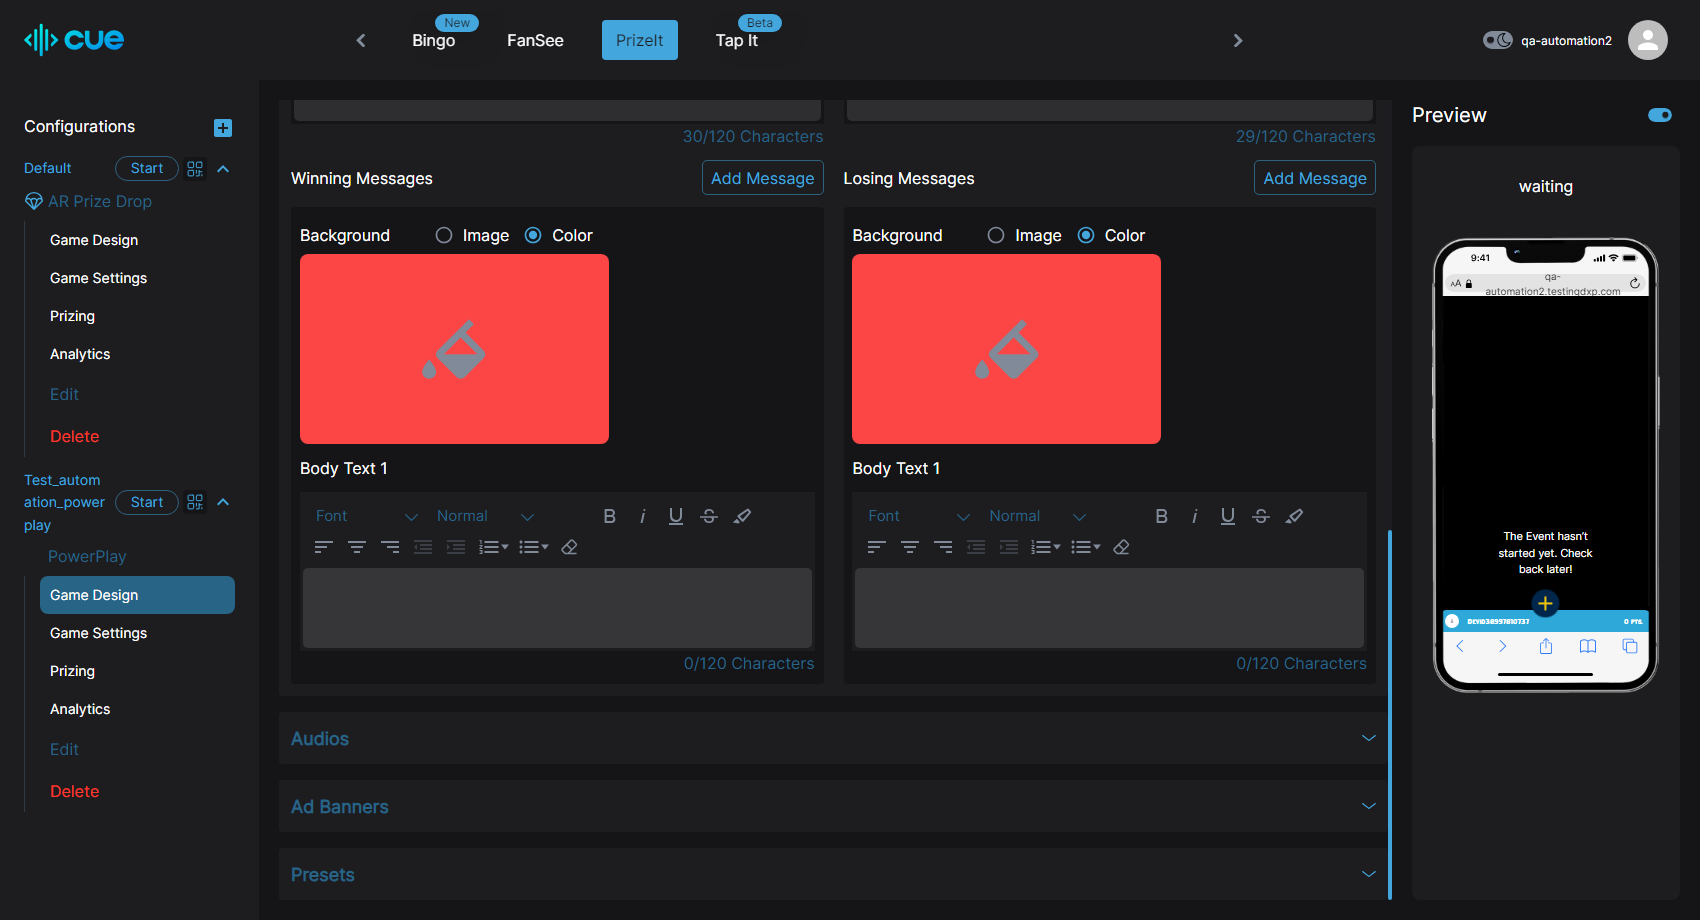 cue
New
Bingo
FanSee
PrizeIt
Beta
Tap It
qa-automation2
Configurations
Default
Start
AR Prize Drop
Game Design
Game Settings
Prizing
Analytics
Edit
Delete
Test_autom
ation_power
play
Start
PowerPlay
Game Design
Game Settings
Prizing
Analytics
Edit
Delete
30/120 Characters
29/120 Characters
Winning Messages
Add Message
Losing Messages
Add Message
Background
Image
Color
Background
Image
Color
Body Text 1
Body Text 1
Font
Normal
B i U S
Font
Normal
B i U S
0/120 Characters
0/120 Characters
Audios
Ad Banners
Presets
Preview
waiting
9:41
AA
qa-
automation2.testingdxp.com
The Event hasn't
started yet. Check
back later!
0 PTS.